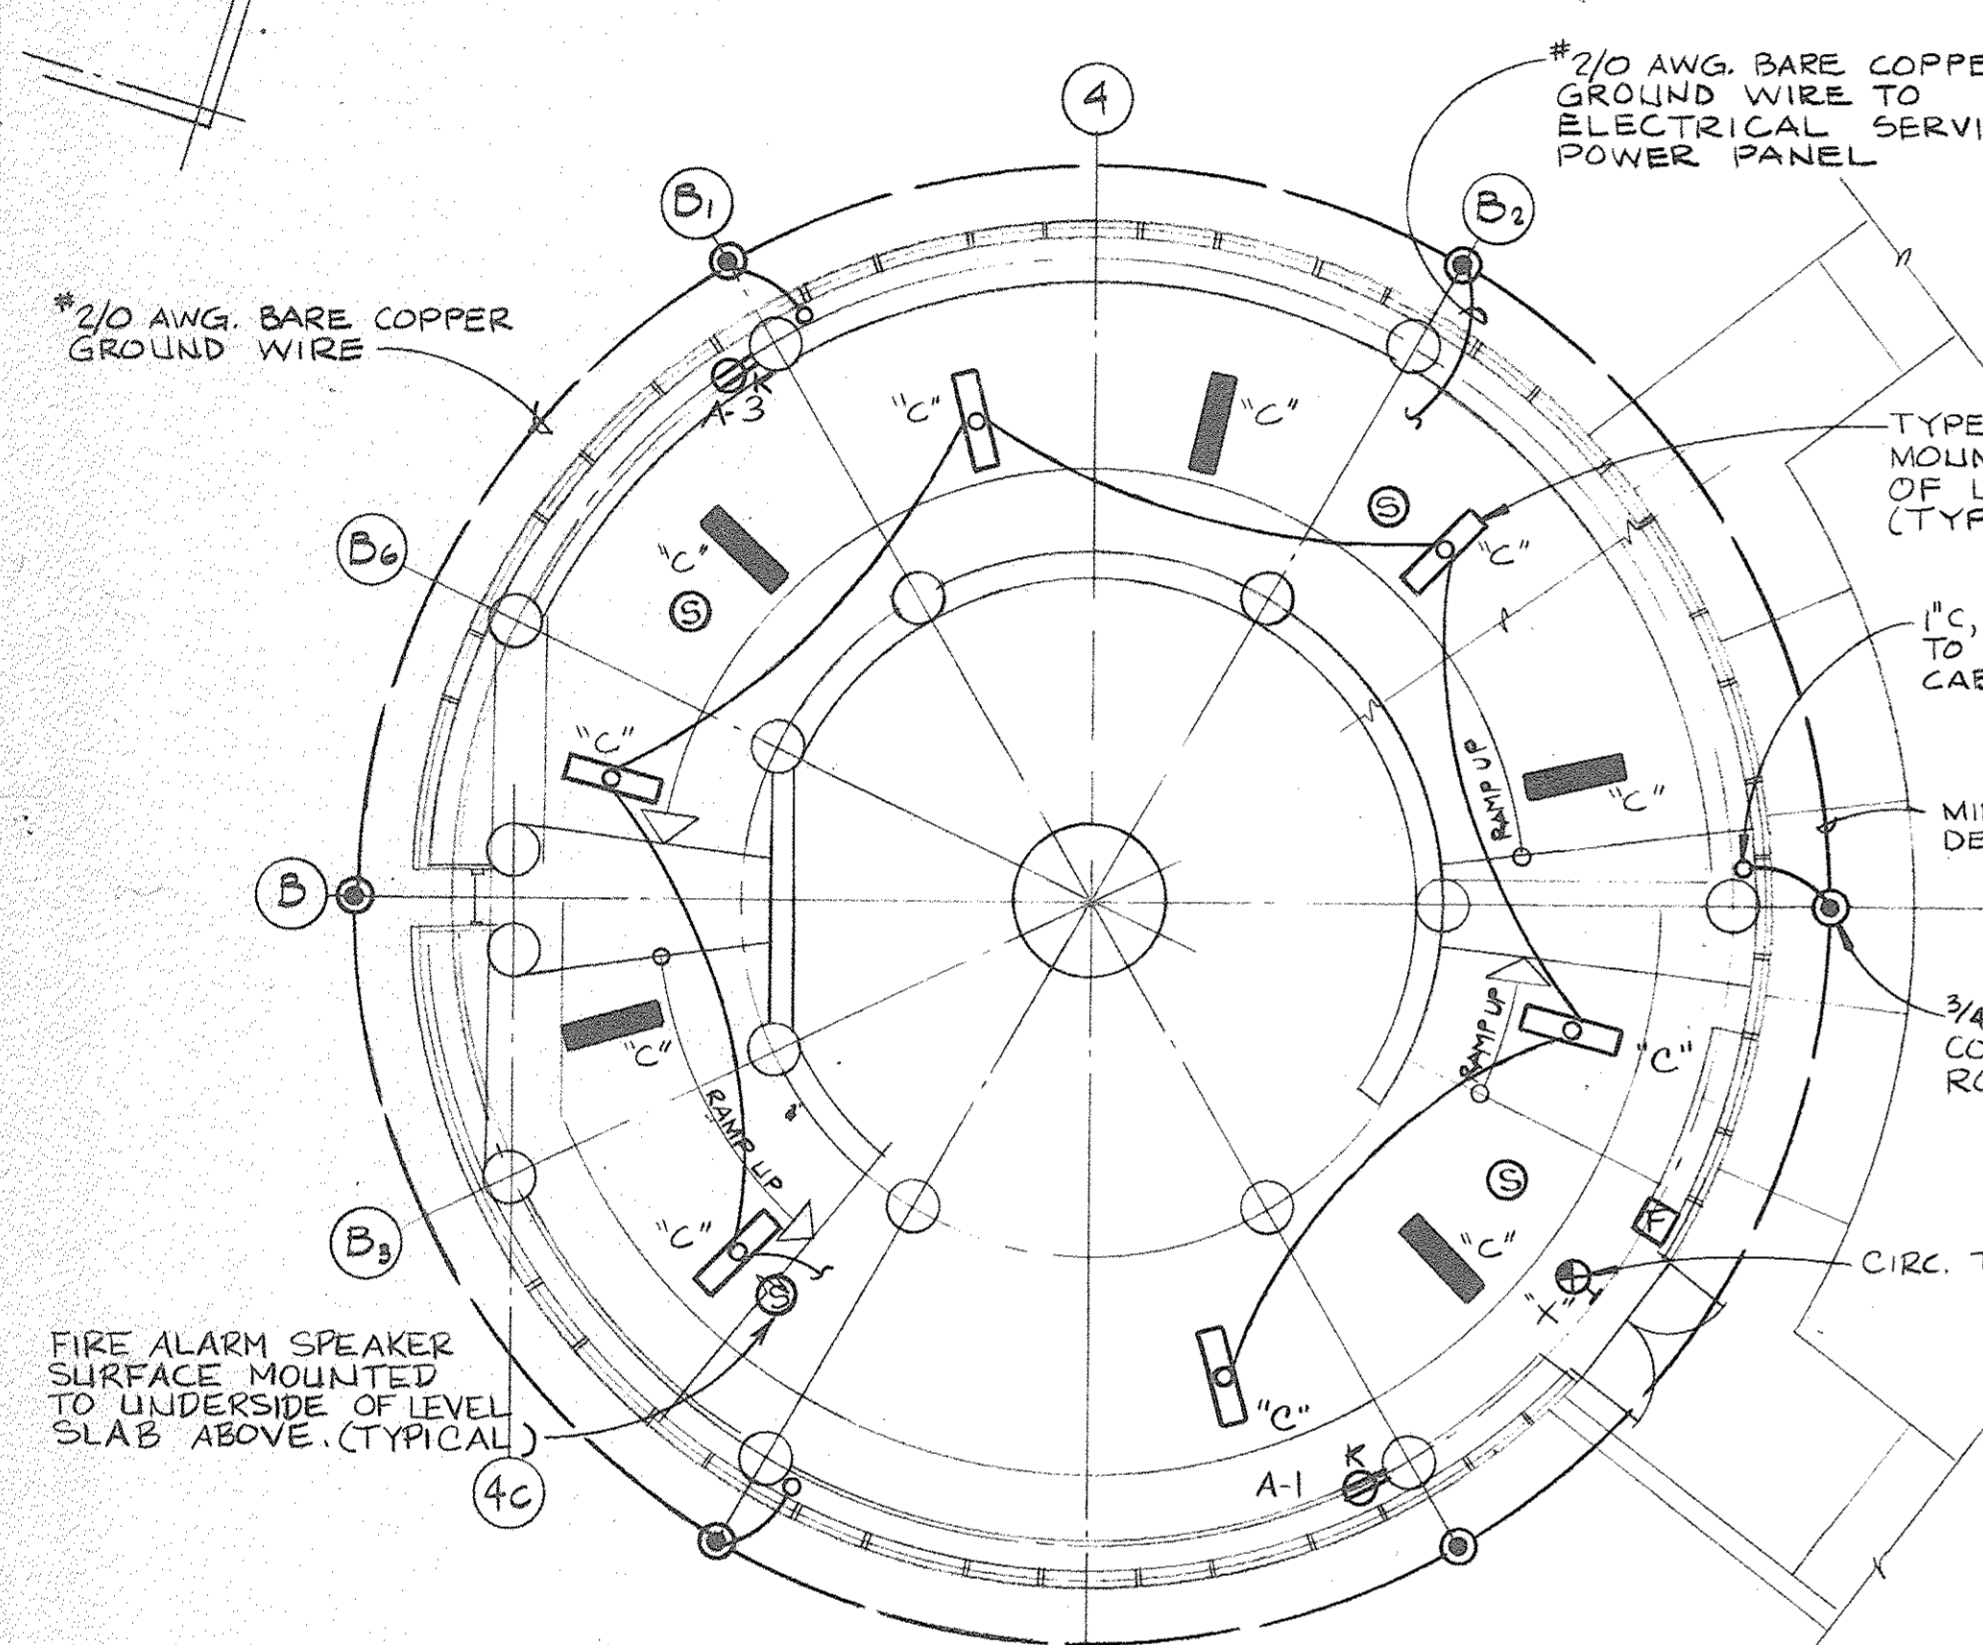 4
#2/0 AWG. BARE COPPE
GROUND WIRE TO
ELECTRICAL SERVI
POWER PANEL
B1
B2
#2/0 AWG. BARE COPPER
GROUND WIRE
K
A-3
"C"
"C"
TYPE
MOUN
OF L
(TYP
S
"C"
"C"
S
B6
1"C,
TO
CAB
"C"
RAMP UP
"C"
MI
DE
B
3/4
CO
RO
RAMP UP
"C"
"C"
RAMP UP
S
F
"C"
"C"
B3
CIRC. T
"X"
S
FIRE ALARM SPEAKER
SURFACE MOUNTED
TO UNDERSIDE OF LEVEL
SLAB ABOVE. (TYPICAL)
"C"
K
A-1
4C